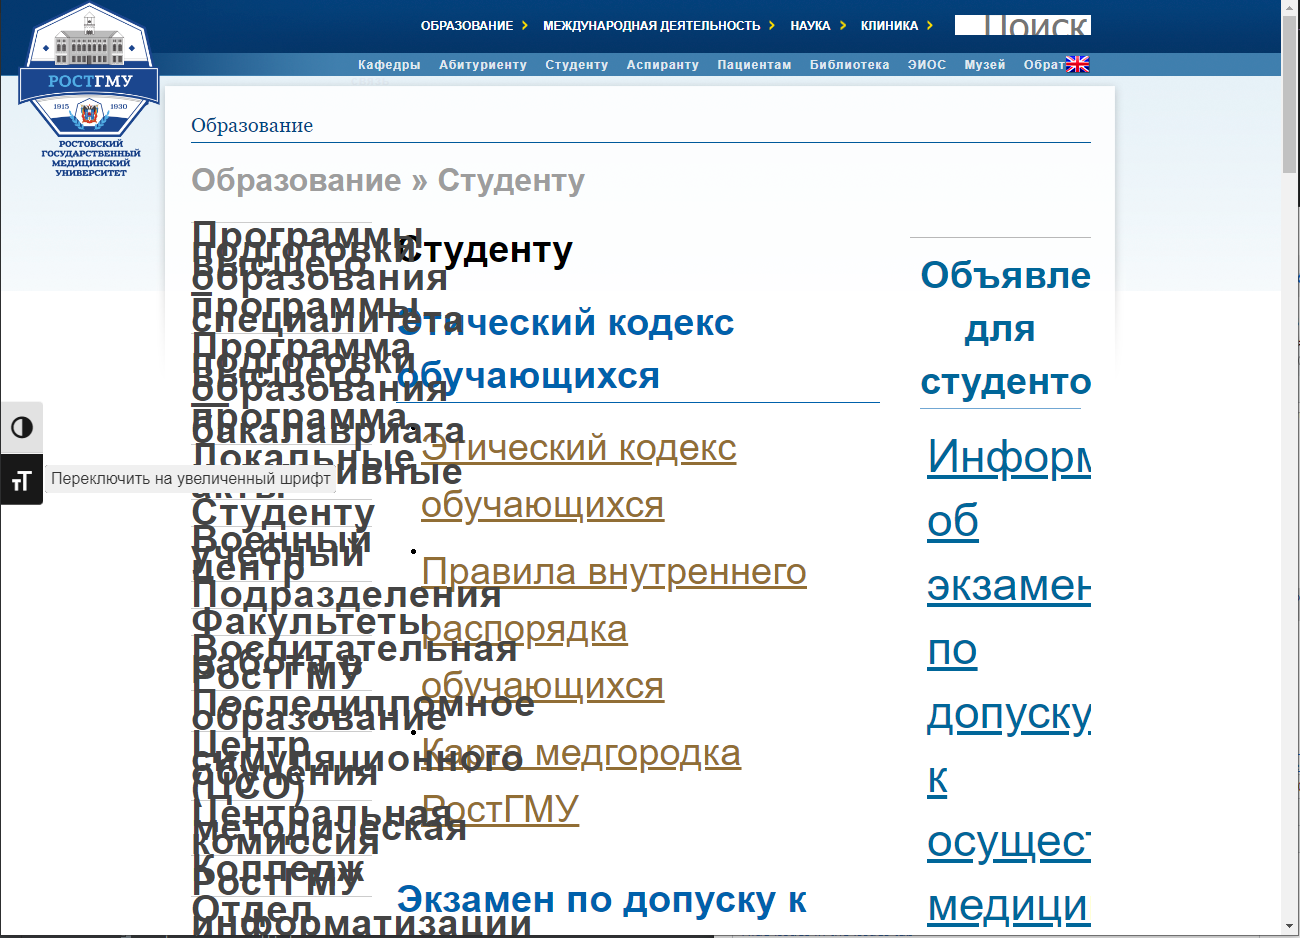 ОБРАЗОВАНИЕ МЕЖДУНАРОДНАЯ ДЕЯТЕЛЬНОСТЬ НАУКА КЛИНИКА Поиск
Кафедры Абитуриенту Студенту Аспиранту Пациентам Библиотека ЭИОС Музей Обрат
РОСТГМУ
1915 1930
РОСТОВСКИЙ
ГОСУДАРСТВЕННЫЙ
МЕДИЦИНСКИЙ
УНИВЕРСИТЕТ
Образование
Образование » Студенту
Программы
подготовки
высшего
образования
–
программы
специалитета
Программа
подготовки
высшего
образования
–
программа
бакалавриата
Локальные
ивные
акты
Студенту
Военный
учебный
центр
Подразделения
Факультеты
Воспитательная
работа в
РостГМУ
Последипломное
образование
Центр
симуляционного
обучения
(ЦСО)
Центральная
методическая
комиссия
Колледж
РостГМУ
Отдел
информатизации
Переключить на увеличенный шрифт
Студенту
Этический кодекс
обучающихся
Этический кодекс
обучающихся
Правила внутреннего
распорядка
обучающихся
Карта медгородка
РостГМУ
Экзамен по допуску к
Объявле
для
студенто
Информ
об
экзамен
по
допуску
к
осущест
медици